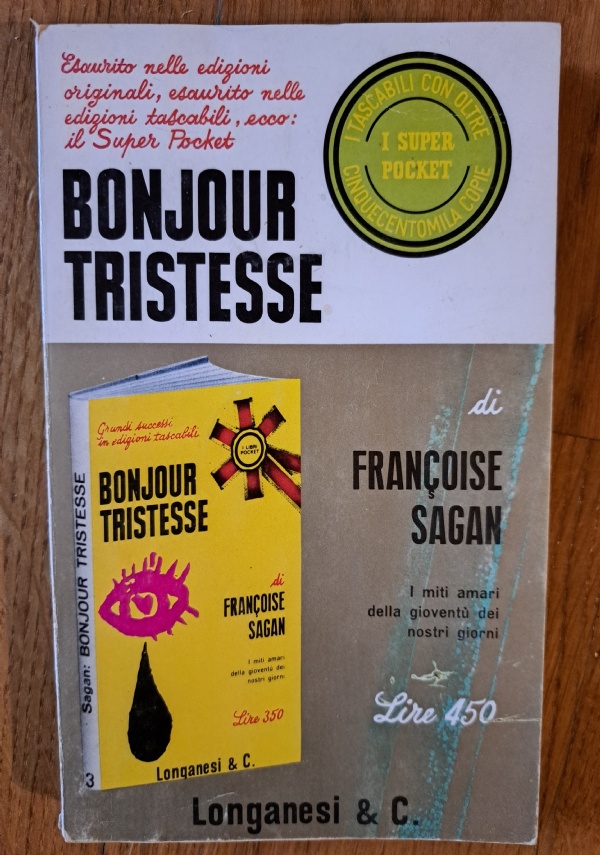 Esaurito nelle edizioni
originali, esaurito nelle
edizioni tascabili, ecco:
il Super Pocket
I TASCABILI CON OLTRE
I SUPER
POCKET
CINQUECENTOMILA COPIE
BONJOUR
TRISTESSE
di
FRANÇOISE
SAGAN
I miti amari
della gioventù dei
nostri giorni
Lire 450
Grandi successi
in edizioni tascabili
I LIBRI
POCKET
BONJOUR
TRISTESSE
di
FRANÇOISE
SAGAN
I miti amari
della gioventù dei
nostri giorni
Lire 350
Longanesi & C.
Sagan: BONJOUR TRISTESSE
3
Longanesi & C.